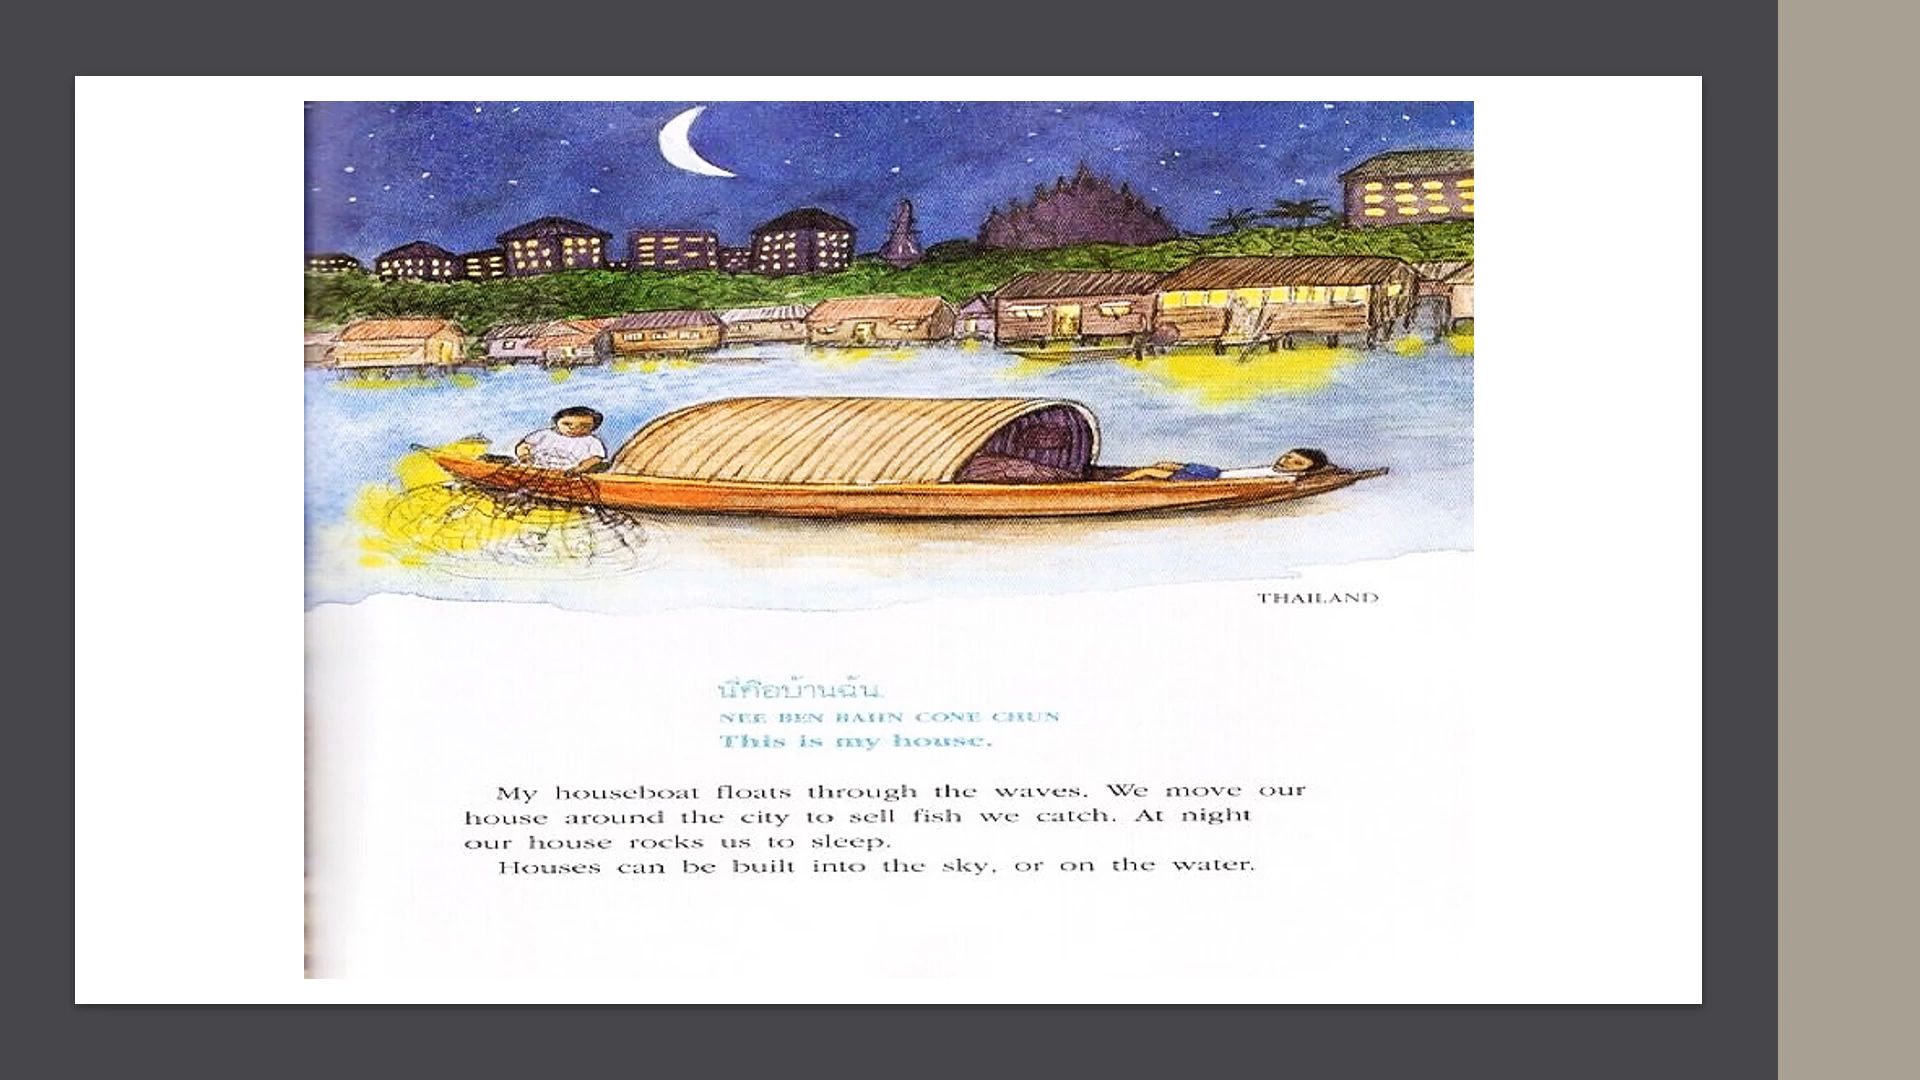 THAILAND
นี่คือบ้านฉัน.
NEE BEN BAHN CONE CHUN
This is my house.
My houseboat floats through the waves. We move our
house around the city to sell fish we catch. At night
our house rocks us to sleep.
Houses can be built into the sky, or on the water.